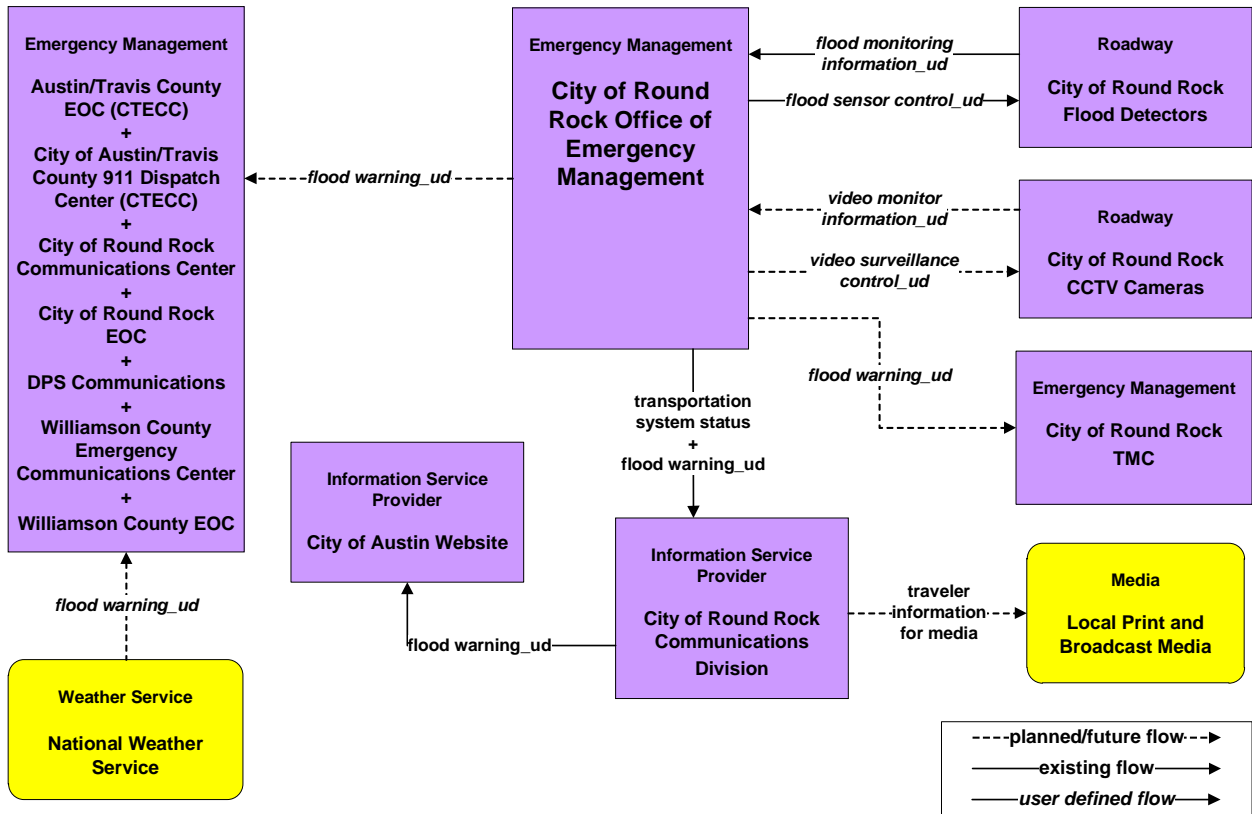 Emergency Management
Austin/Travis County
EOC (CTECC)
+
City of Austin/Travis
County 911 Dispatch
Center (CTECC)
+
City of Round Rock
Communications Center
+
City of Round Rock
EOC
+
DPS Communications
+
Williamson County
Emergency
Communications Center
+
Williamson County EOC
flood warning_ud
Weather Service
National Weather
Service
flood warning_ud
Emergency Management
City of Round
Rock Office of
Emergency
Management
flood monitoring
information_ud
flood sensor control_ud
Roadway
City of Round Rock
Flood Detectors
video monitor
information_ud
video surveillance
control_ud
Roadway
City of Round Rock
CCTV Cameras
flood warning_ud
Emergency Management
City of Round Rock
TMC
transportation
system status
+
flood warning_ud
Information Service
Provider
City of Austin Website
flood warning_ud
Information Service
Provider
City of Round Rock
Communications
Division
traveler
information
for media
Media
Local Print and
Broadcast Media
planned/future flow
existing flow
user defined flow